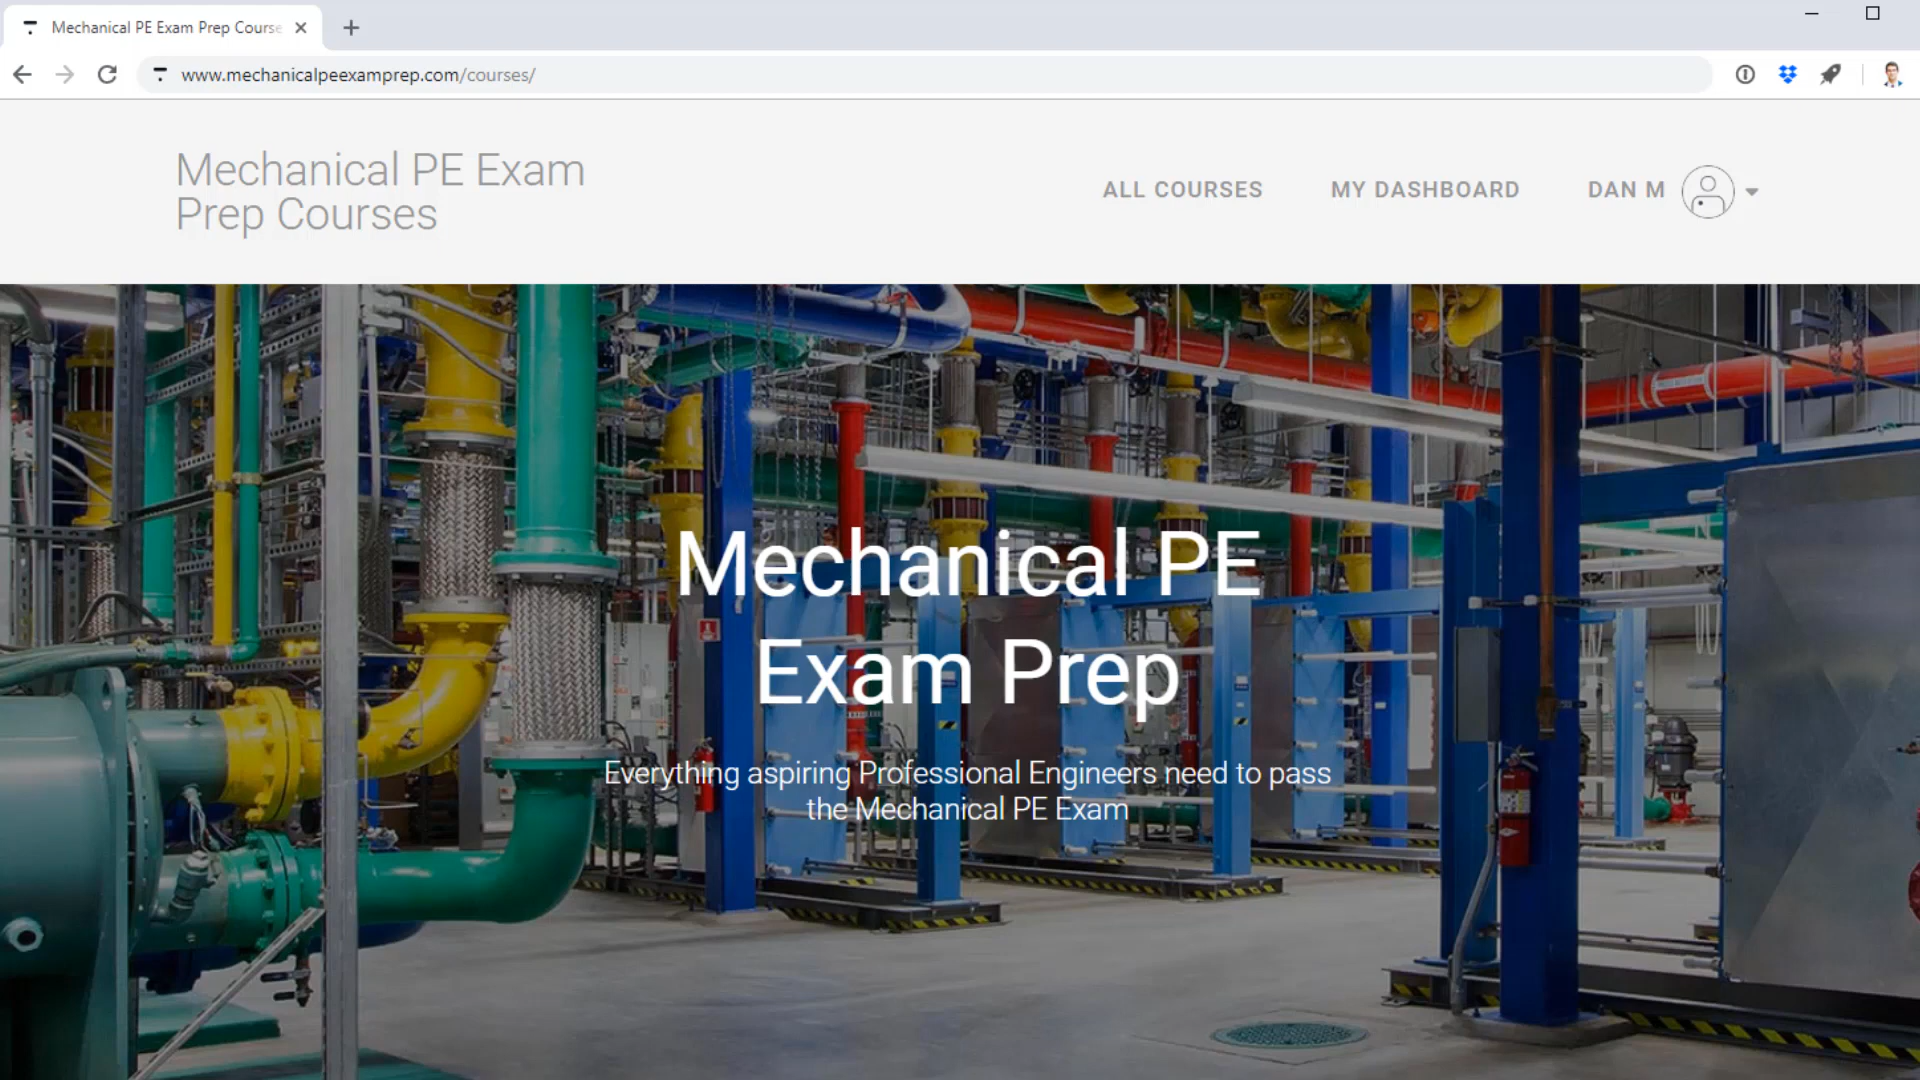 Mechanical PE Exam Prep Course
www.mechanicalpeexamprep.com/courses/
Mechanical PE Exam
Prep Courses
ALL COURSES
MY DASHBOARD
DAN M
Mechanical PE
Exam Prep
Everything aspiring Professional Engineers need to pass
the Mechanical PE Exam